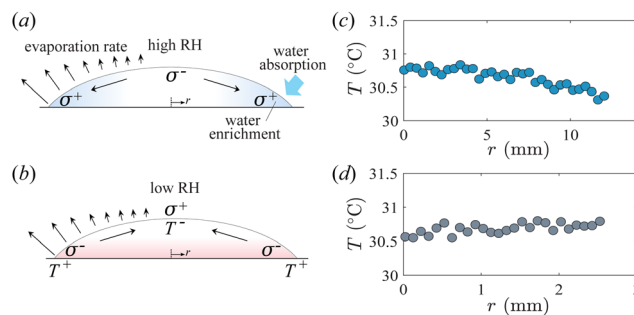 (a)
evaporation rate
high RH
water
absorption
σ⁻
σ⁺
σ⁺
r
water
enrichment
(b)
low RH
σ⁺
T⁻
σ⁻
σ⁻
r
T⁺
T⁺
(c)
31.5
31
30.5
30
T (°C)
0
5
10
r (mm)
(d)
31.5
31
30.5
30
T (°C)
0
1
2
3
r (mm)